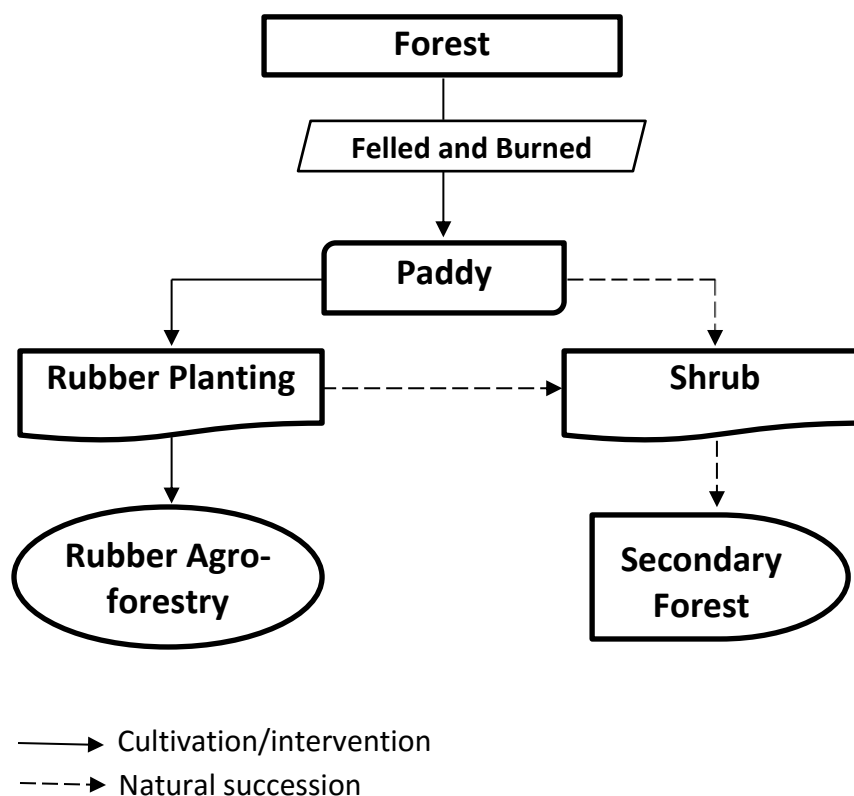 Forest
Felled and Burned
Paddy
Rubber Planting
Shrub
Rubber Agro-
forestry
Secondary
Forest
Cultivation/intervention
Natural succession